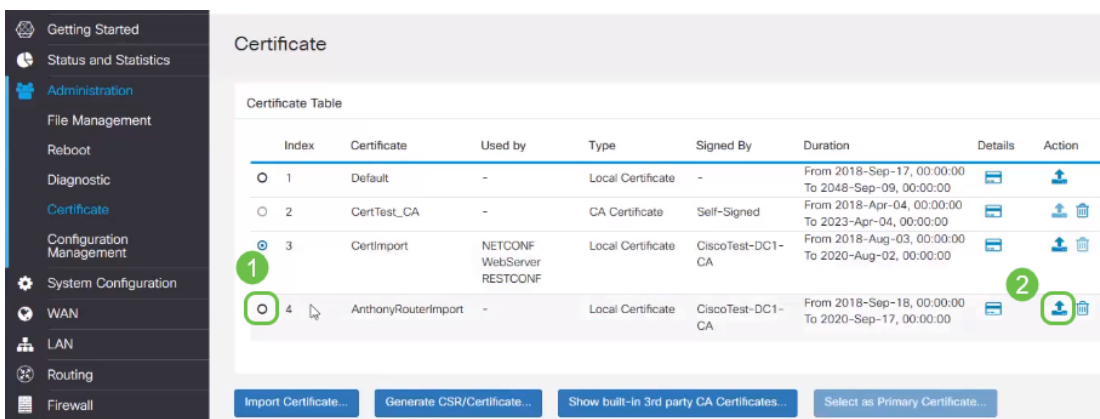 Getting Started
Status and Statistics
Administration
File Management
Reboot
Diagnostic
Certificate
Configuration
Management
System Configuration
WAN
LAN
Routing
Firewall
Certificate
Certificate Table
Index Certificate Used by Type Signed By Duration Details Action
1 Default - Local Certificate - From 2018-Sep-17, 00:00:00
To 2048-Sep-09, 00:00:00
2 CertTest_CA - CA Certificate Self-Signed From 2018-Apr-04, 00:00:00
To 2023-Apr-04, 00:00:00
3 CertImport NETCONF Local Certificate CiscoTest-DC1- From 2018-Aug-03, 00:00:00
WebServer CA To 2020-Aug-02, 00:00:00
RESTCONF
1
2
4 AnthonyRouterImport - Local Certificate CiscoTest-DC1- From 2018-Sep-18, 00:00:00
CA To 2020-Sep-17, 00:00:00
Import Certificate... Generate CSR/Certificate... Show built-in 3rd party CA Certificates... Select as Primary Certificate...